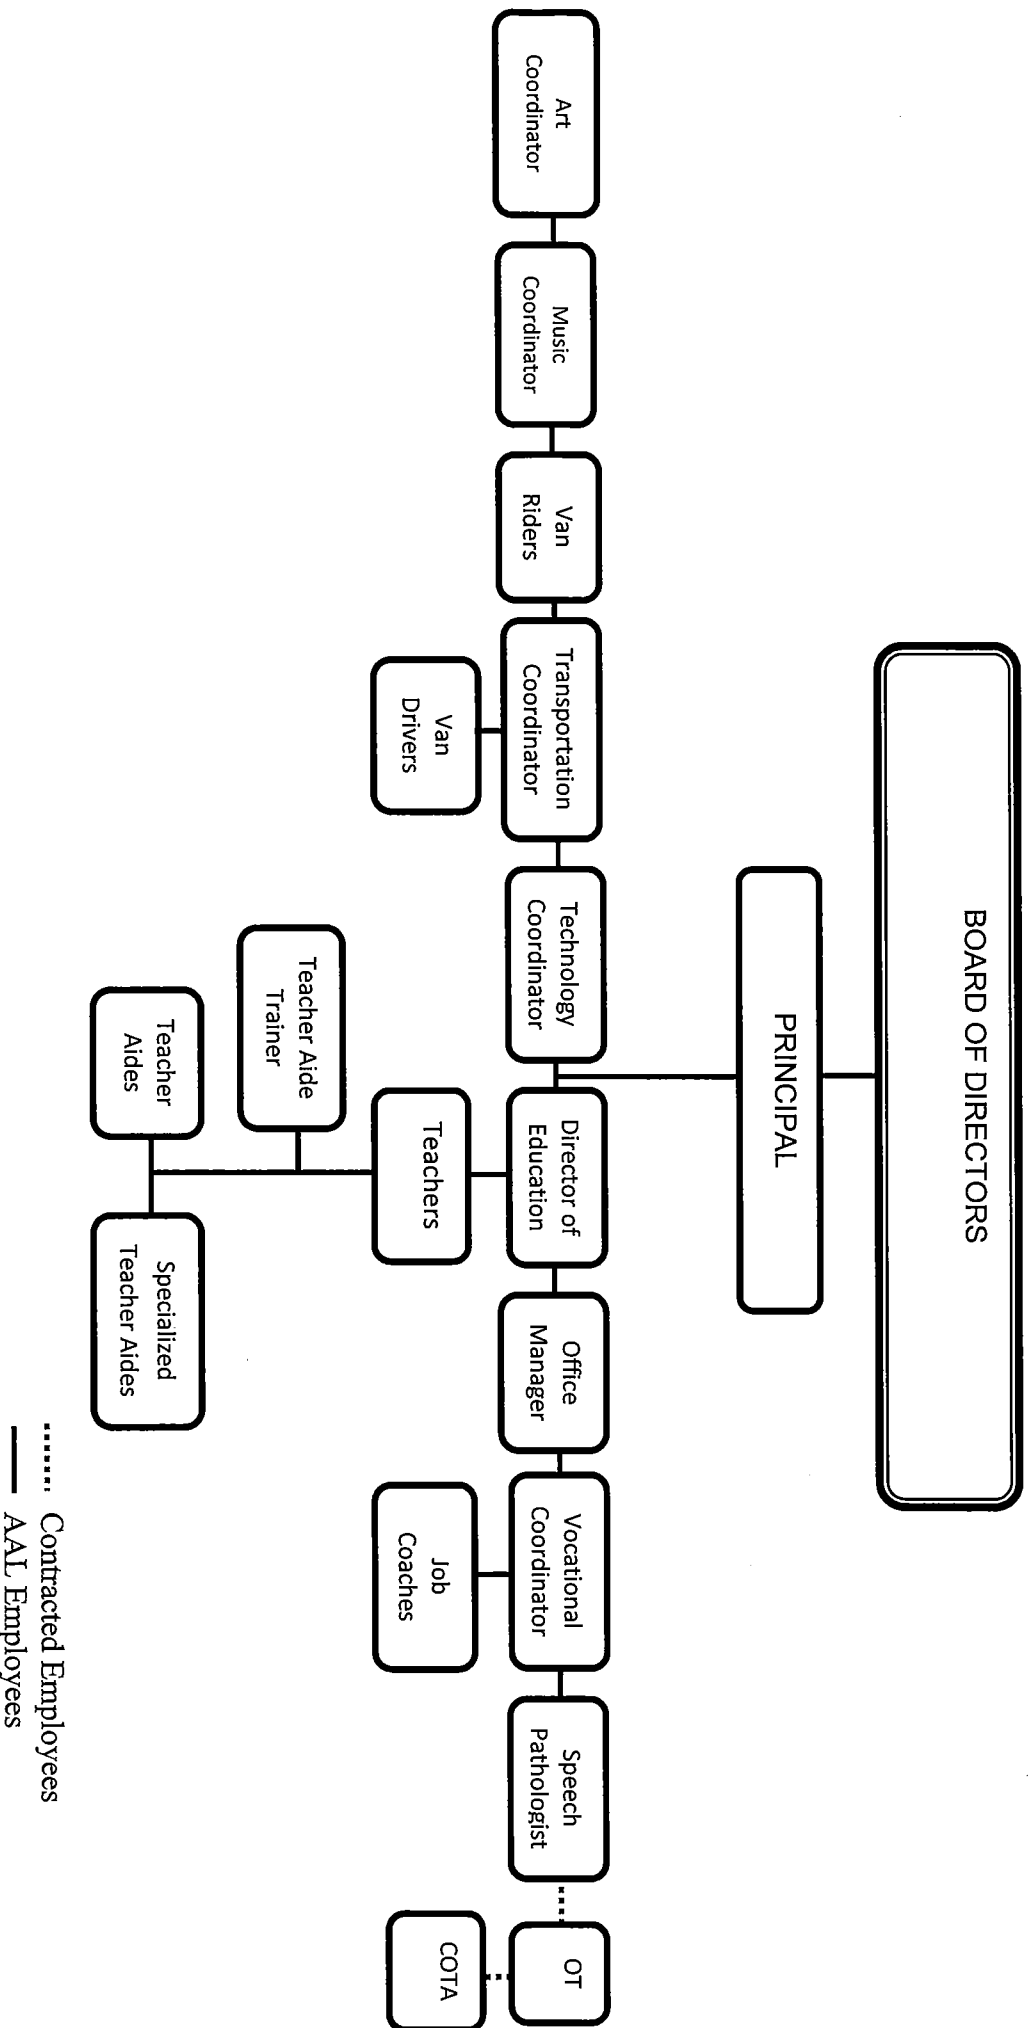 BOARD OF DIRECTORS
PRINCIPAL
Art
Coordinator
Music
Coordinator
Van
Riders
Transportation
Coordinator
Technology
Coordinator
Director of
Education
Office
Manager
Vocational
Coordinator
Speech
Pathologist
OT
Van
Drivers
Teachers
Job
Coaches
COTA
Teacher Aide
Trainer
Teacher
Aides
Specialized
Teacher Aides
Contracted Employees
AAL Employees